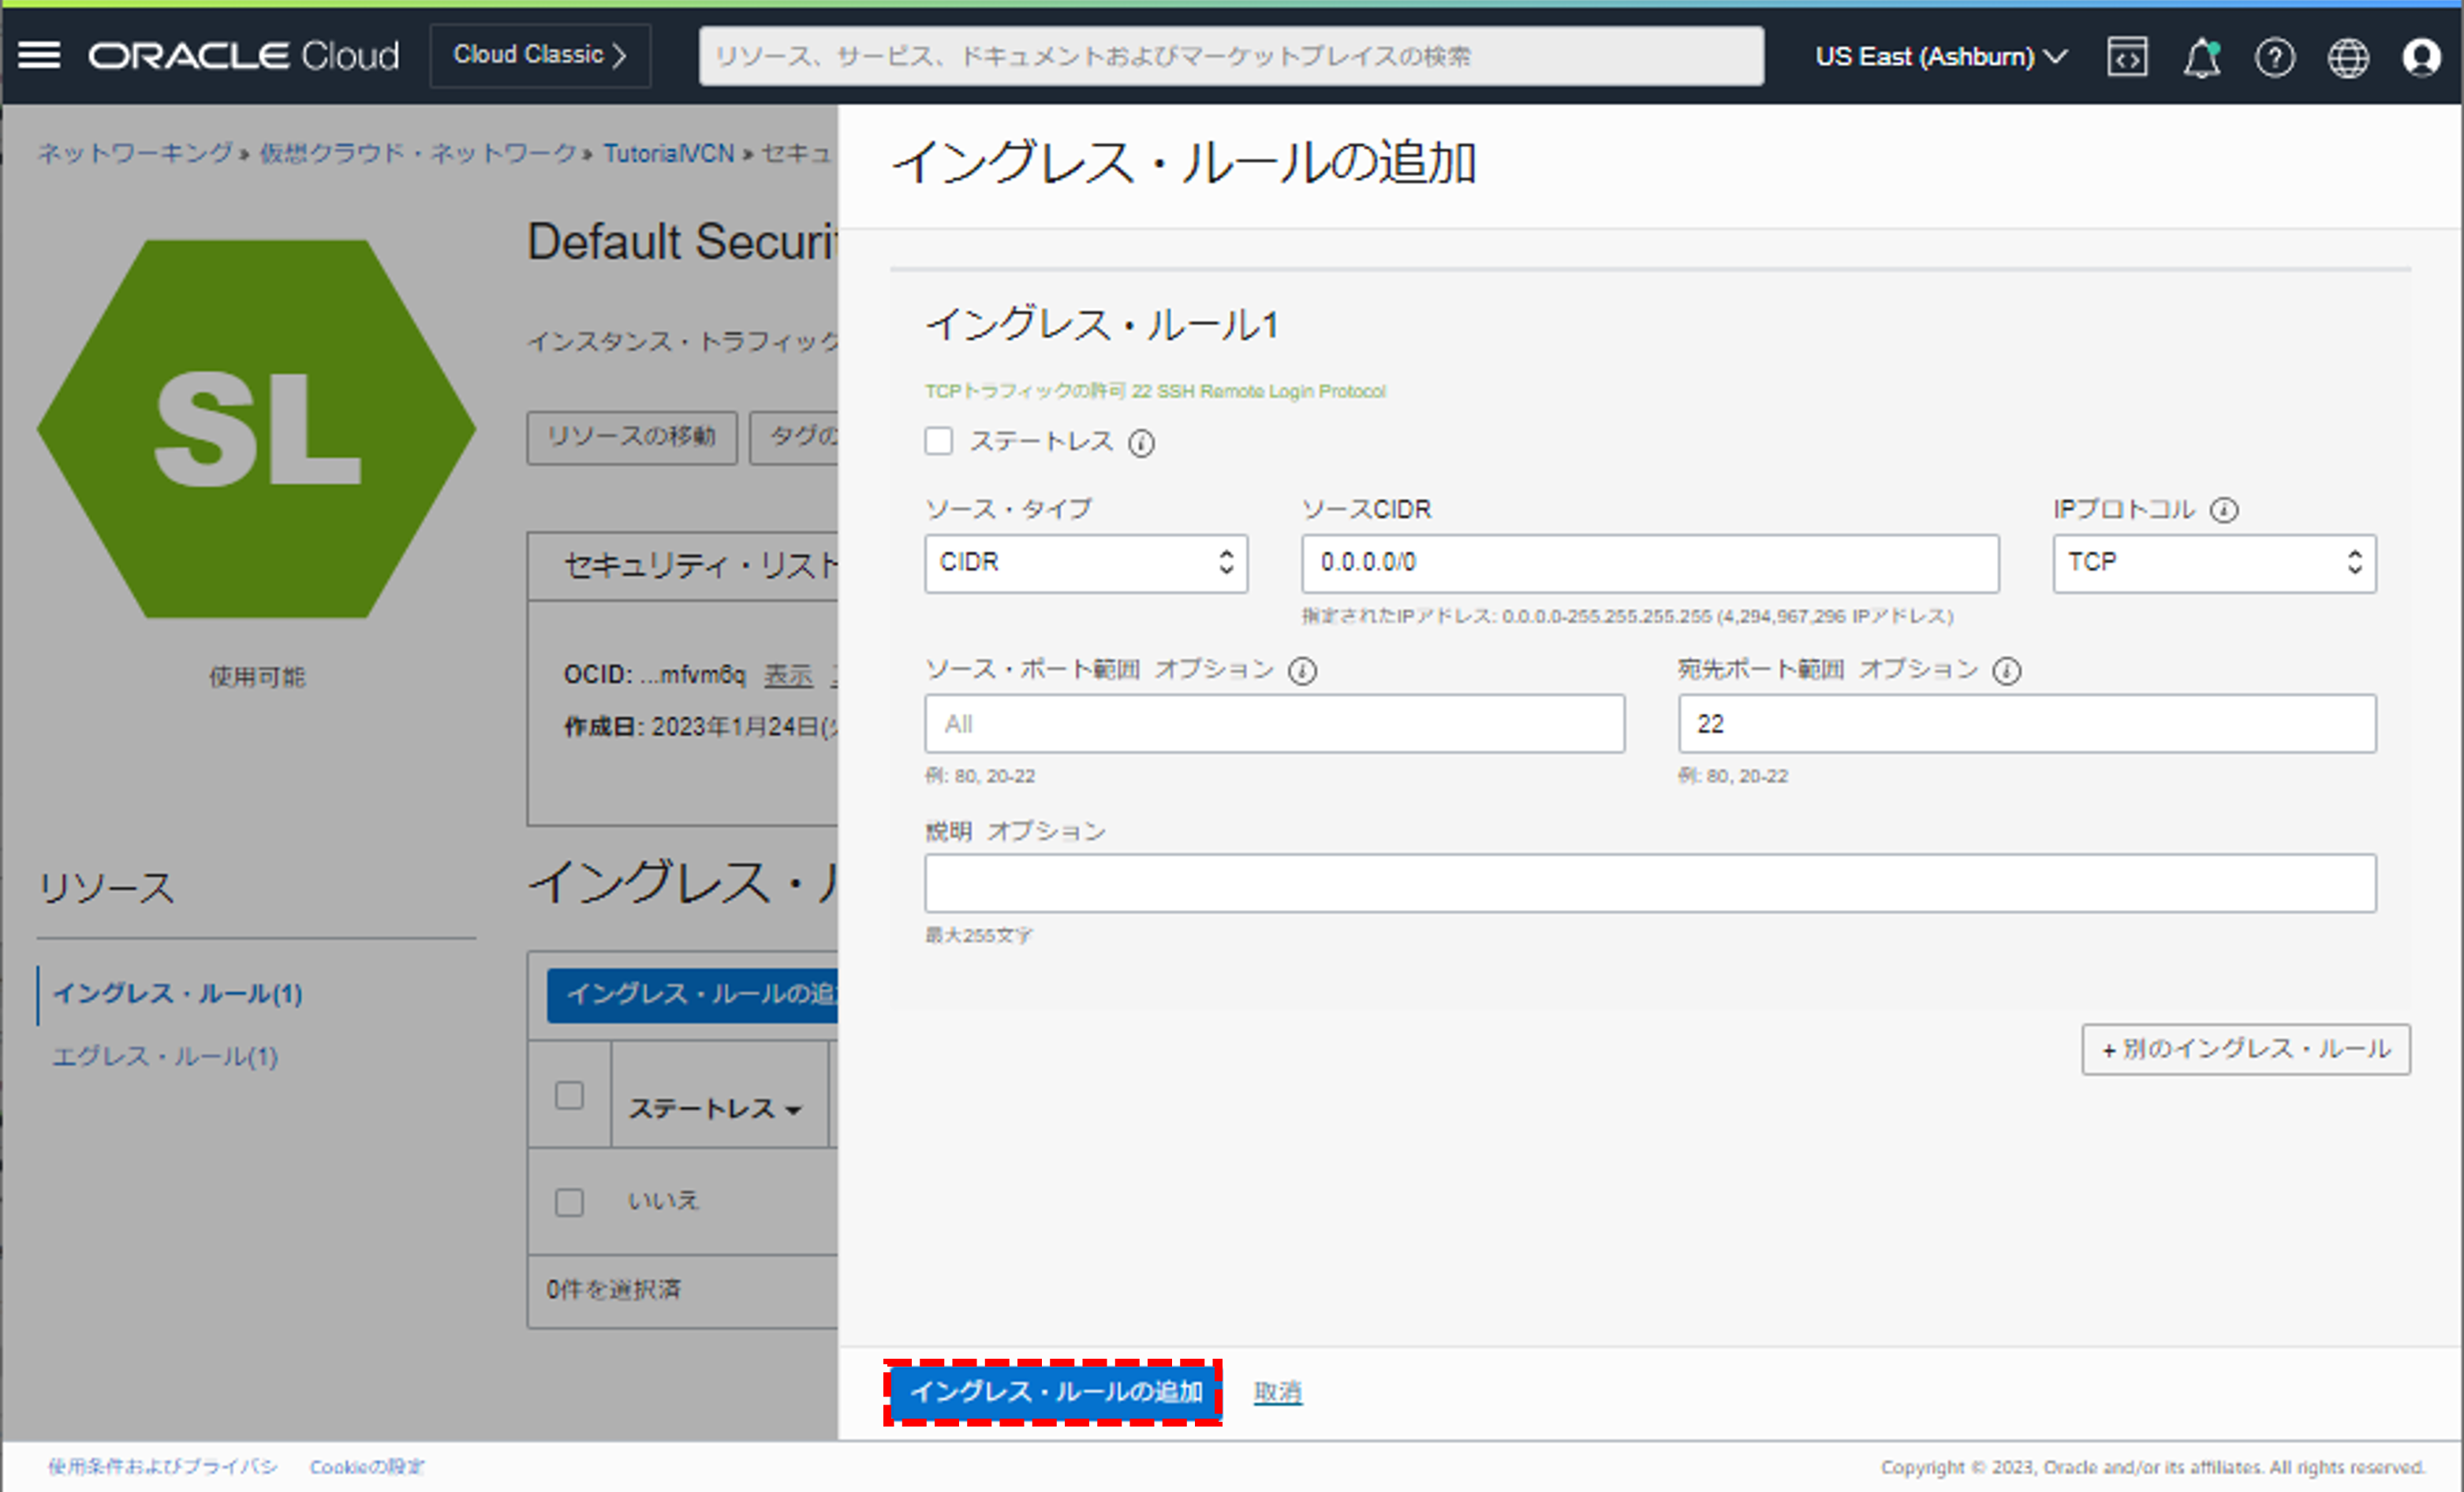 ORACLE Cloud
Cloud Classic
リソース、サービス、ドキュメントおよびマーケットプレイスの検索
US East (Ashburn)
ネットワーキング » 仮想クラウド・ネットワーク » TutorialVCN » セキュ
SL
使用可能
Default Securi
インスタンス・トラフィック
リソースの移動
タグの
セキュリティ・リスト
OCID: ...mfvm6q 表示
作成日: 2023年1月24日(
リソース
イングレス・ルール(1)
エグレス・ルール(1)
イングレス・ル
イングレス・ルールの追
ステートレス
いいえ
0件を選択済
イングレス・ルールの追加
イングレス・ルール1
TCPトラフィックの許可 22 SSH Remote Login Protocol
ステートレス
ソース・タイプ
CIDR
ソースCIDR
0.0.0.0/0
指定されたIPアドレス: 0.0.0.0-255.255.255.255 (4,294,967,296 IPアドレス)
IPプロトコル
TCP
ソース・ポート範囲 オプション
All
例: 80, 20-22
宛先ポート範囲 オプション
22
例: 80, 20-22
説明 オプション
最大255文字
+ 別のイングレス・ルール
イングレス・ルールの追加
取消
使用条件およびプライバシ
Cookieの設定
Copyright © 2023, Oracle and/or its affiliates. All rights reserved.